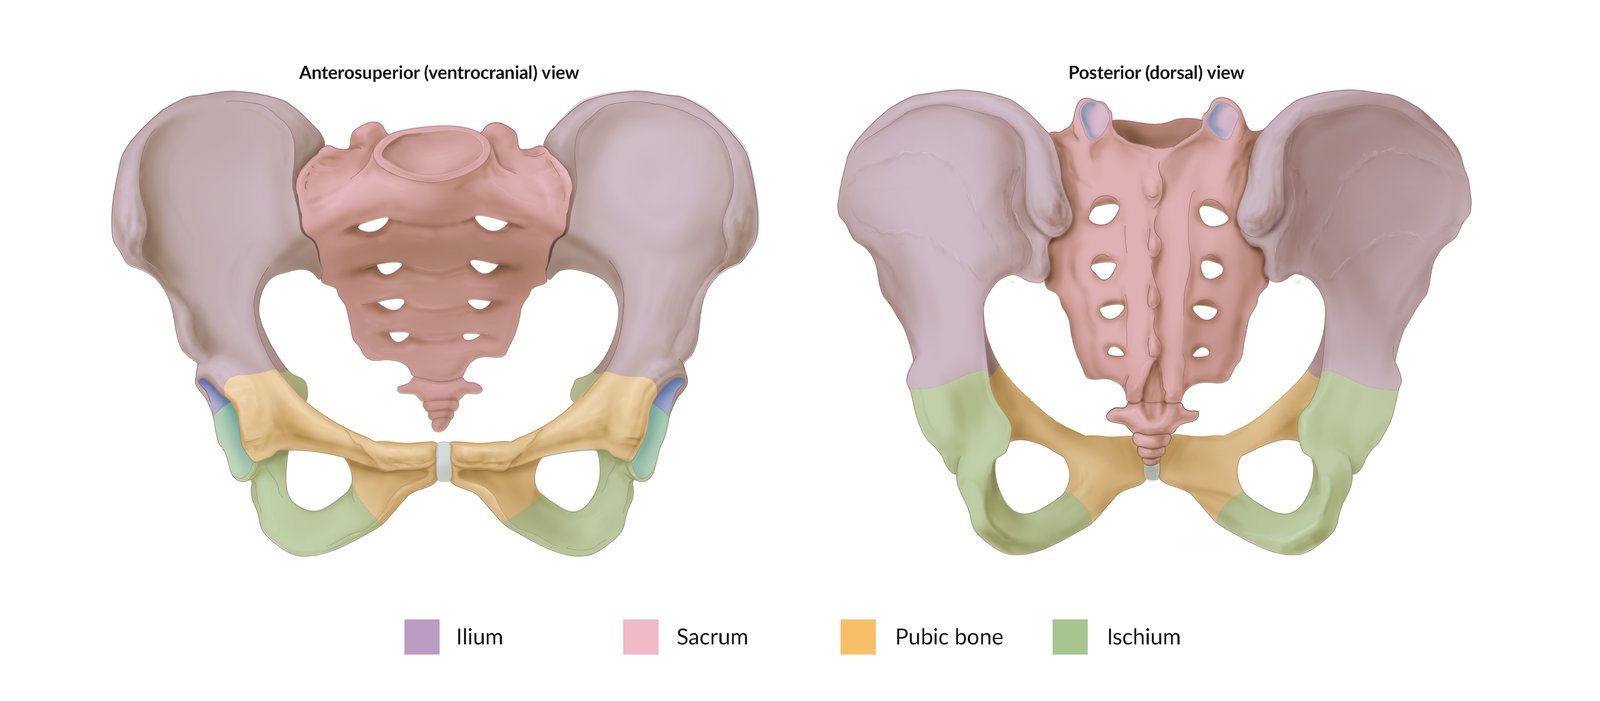 Anterosuperior (ventrocranial) view
Posterior (dorsal) view
Ilium
Sacrum
Pubic bone
Ischium